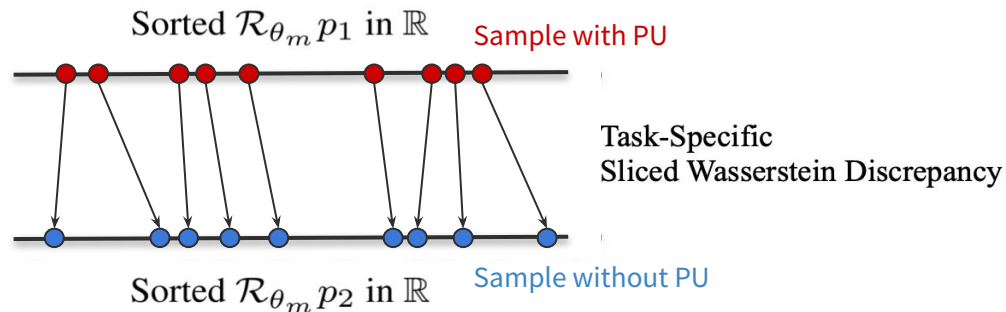 Sorted $\mathcal{R}_{\theta_m} p_1$ in $\mathbb{R}$
Sample with PU
Task-Specific
Sliced Wasserstein Discrepancy
Sample without PU
Sorted $\mathcal{R}_{\theta_m} p_2$ in $\mathbb{R}$